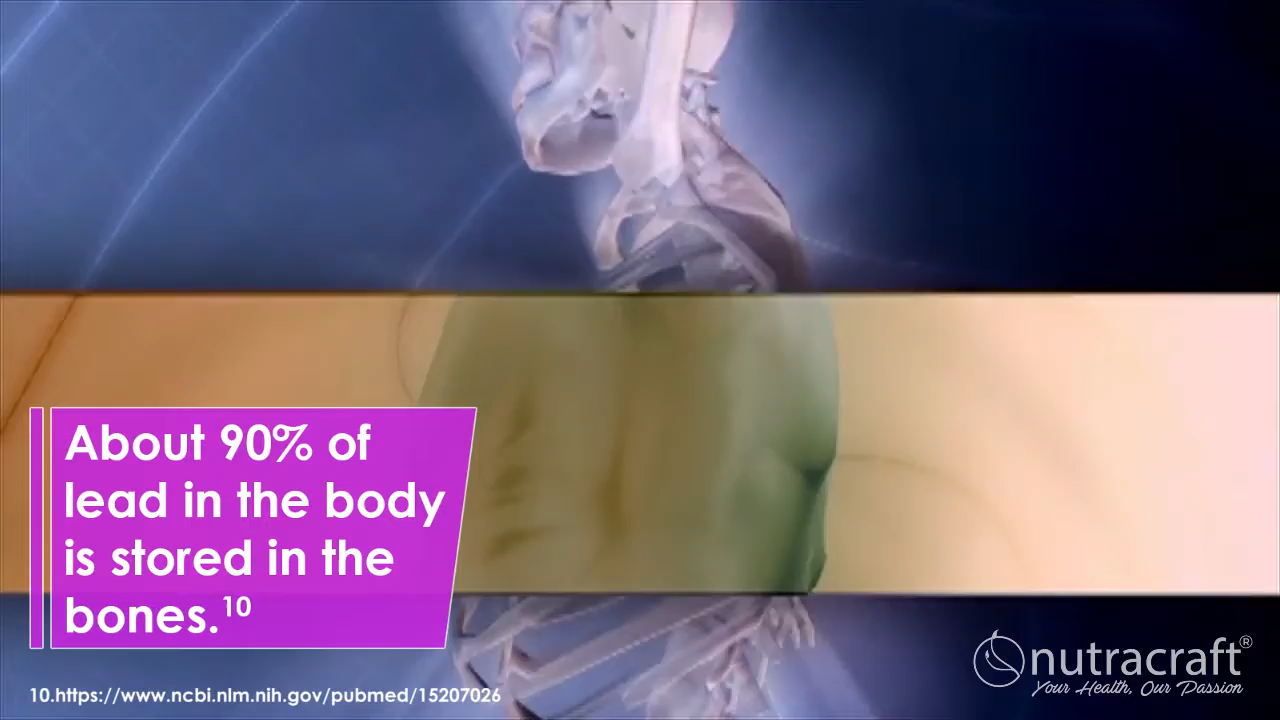 About 90% of
lead in the body
is stored in the
bones.¹⁰
10.https://www.ncbi.nlm.nih.gov/pubmed/15207026
nutracraft®
Your Health, Our Passion